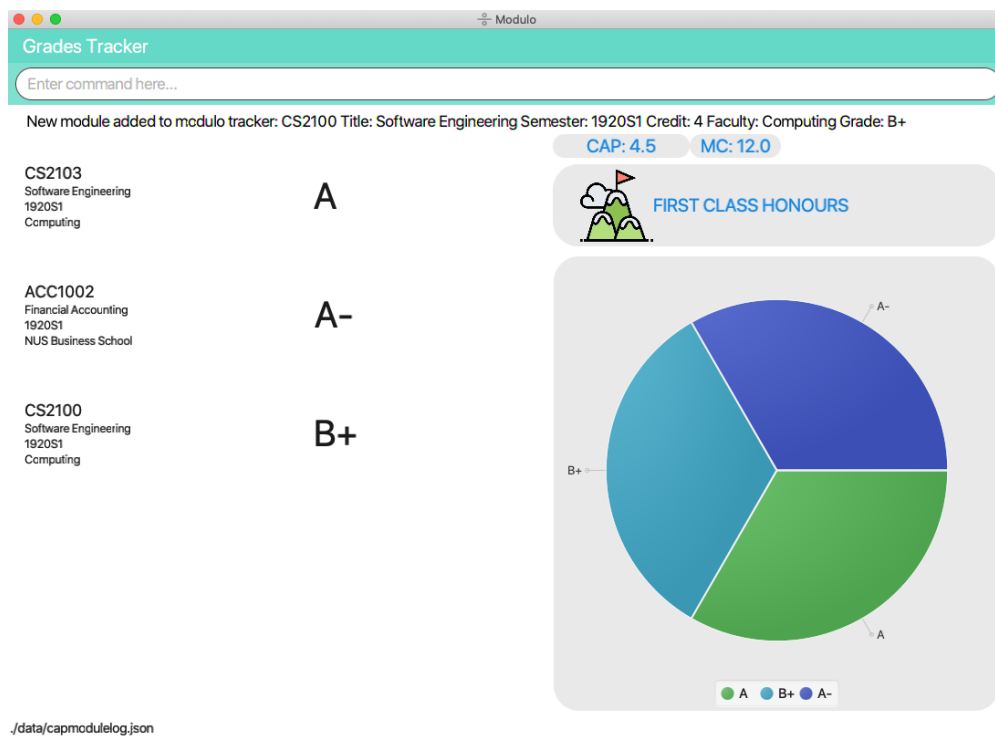 Modulo
Grades Tracker
Enter command here...
New module added to modulo tracker: CS2100 Title: Software Engineering Semester: 1920S1 Credit: 4 Faculty: Computing Grade: B+
CAP: 4.5 MC: 12.0
FIRST CLASS HONOURS
CS2103
Software Engineering
1920S1
Computing
A
ACC1002
Financial Accounting
1920S1
NUS Business School
A-
CS2100
Software Engineering
1920S1
Computing
B+
A-
B+
A
A B+ A-
./data/capmodulelog.json